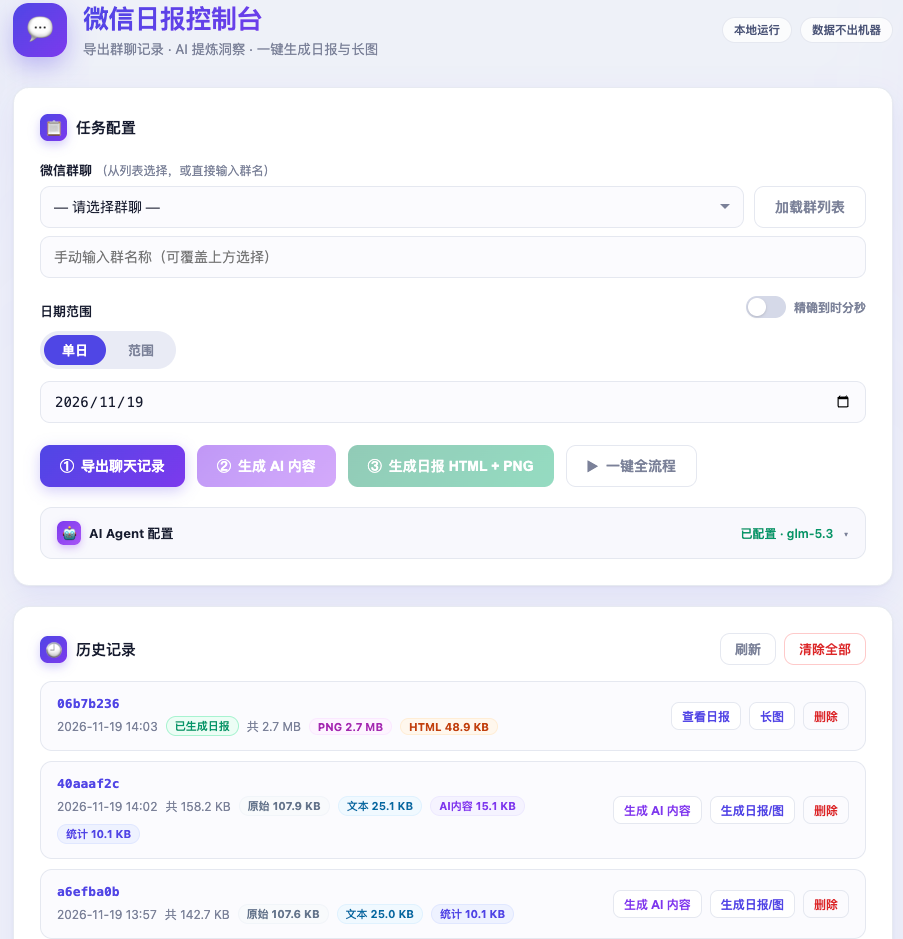 微信日报控制台
导出群聊记录 · AI 提炼洞察 · 一键生成日报与长图
本地运行
数据不出机器
任务配置
微信群聊 （从列表选择，或直接输入群名）
— 请选择群聊 —
加载群列表
手动输入群名称（可覆盖上方选择）
日期范围
精确到时分秒
单日
范围
2026/11/19
① 导出聊天记录
② 生成 AI 内容
③ 生成日报 HTML + PNG
▶ 一键全流程
AI Agent 配置
已配置 · glm-5.3
历史记录
刷新
清除全部
06b7b236
2026-11-19 14:03 已生成日报 共 2.7 MB PNG 2.7 MB HTML 48.9 KB
查看日报
长图
删除
40aaaf2c
2026-11-19 14:02 共 158.2 KB 原始 107.9 KB 文本 25.1 KB AI内容 15.1 KB
统计 10.1 KB
生成 AI 内容
生成日报/图
删除
a6efba0b
2026-11-19 13:57 共 142.7 KB 原始 107.6 KB 文本 25.0 KB 统计 10.1 KB
生成 AI 内容
生成日报/图
删除